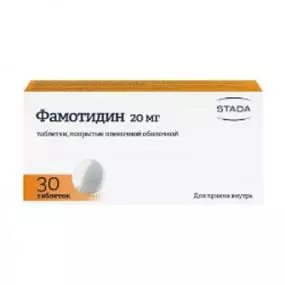 STADA
Фамотидин 20 мг
таблетки, покрытые пленочной оболочкой
30
таблеток
Для приема внутрь